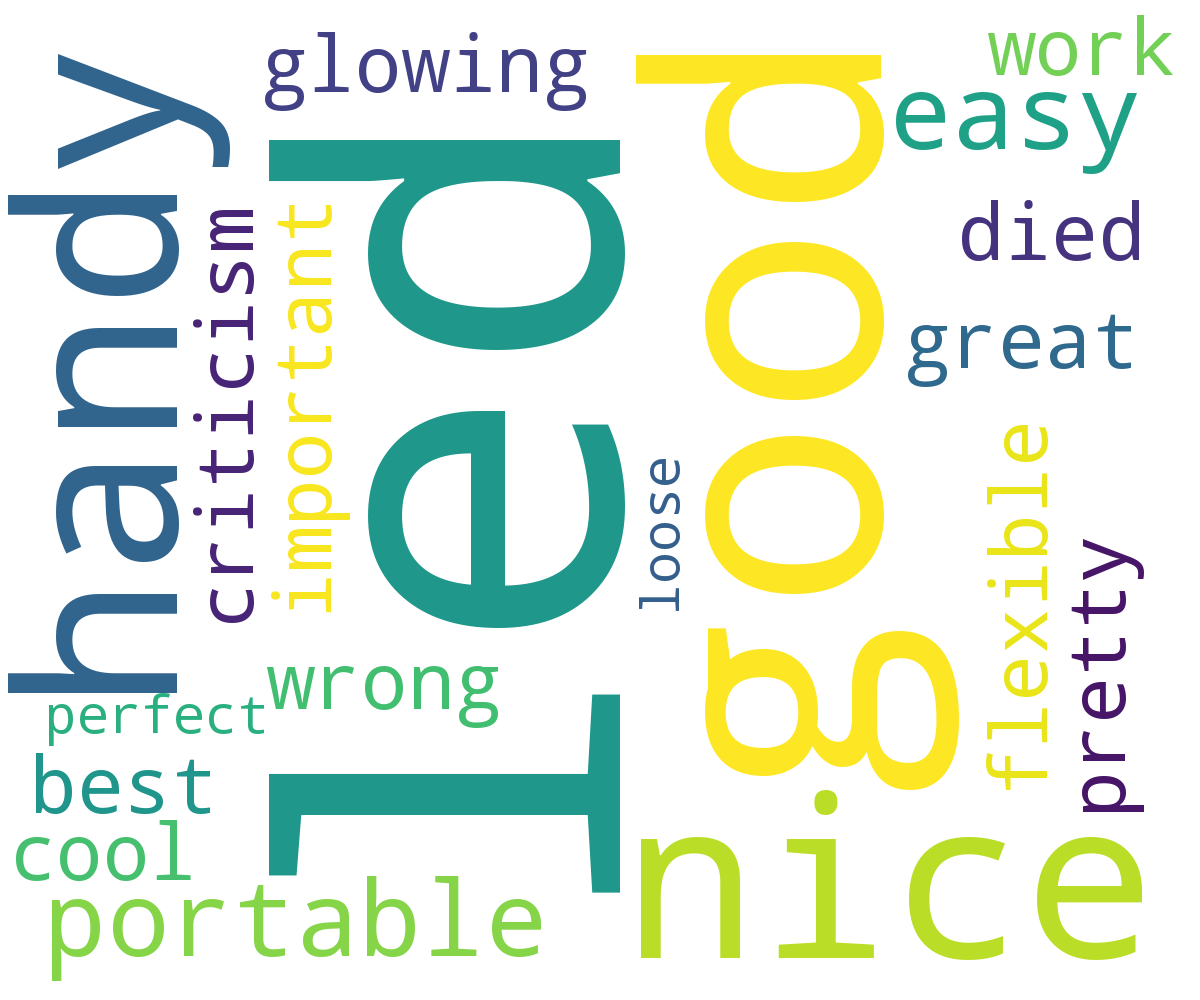 glowing
work
easy
handy
led
good
died
criticism
important
great
flexible
loose
pretty
wrong
perfect
best
nice
cool
portable